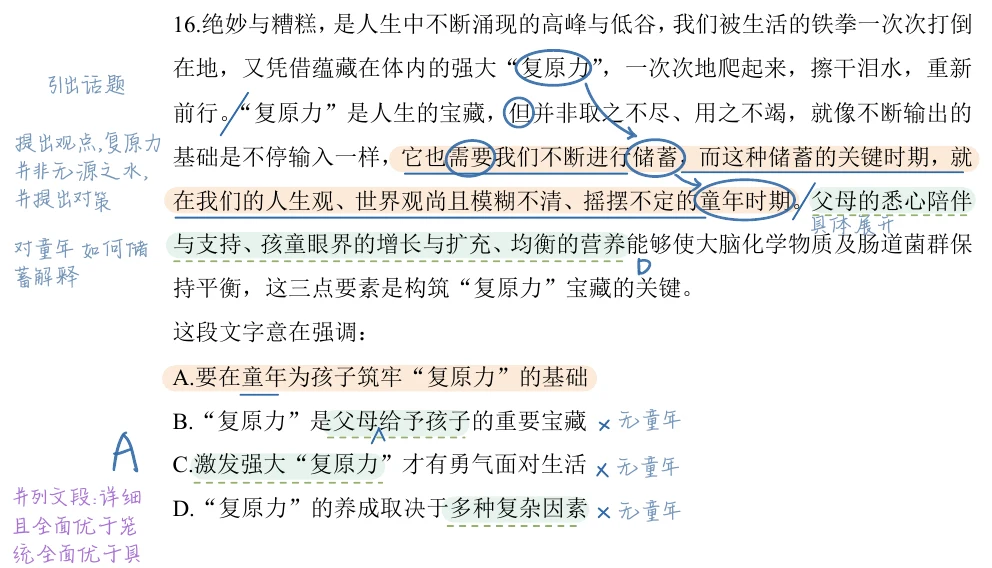 16.绝妙与糟糕，是人生中不断涌现的高峰与低谷，我们被生活的铁拳一次次打倒
在地，又凭借蕴藏在体内的强大“复原力”，一次次地爬起来，擦干泪水，重新
引出话题
前行。“复原力”是人生的宝藏，但并非取之不尽、用之不竭，就像不断输出的
提出观点,复原力
并非无源之水,
并提出对策
基础是不停输入一样，它也需要我们不断进行储蓄，而这种储蓄的关键时期，就
在我们的人生观、世界观尚且模糊不清、摇摆不定的童年时期。父母的悉心陪伴
具体展开
对童年 如何储
蓄解释
与支持、孩童眼界的增长与扩充、均衡的营养能够使大脑化学物质及肠道菌群保
D
持平衡，这三点要素是构筑“复原力”宝藏的关键。
这段文字意在强调：
A.要在童年为孩子筑牢“复原力”的基础
B.“复原力”是父母给予孩子的重要宝藏 × 无童年
A
C.激发强大“复原力”才有勇气面对生活 × 无童年
D.“复原力”的养成取决于多种复杂因素 × 无童年
并列文段:详细
且全面优于笼
统,全面优于具